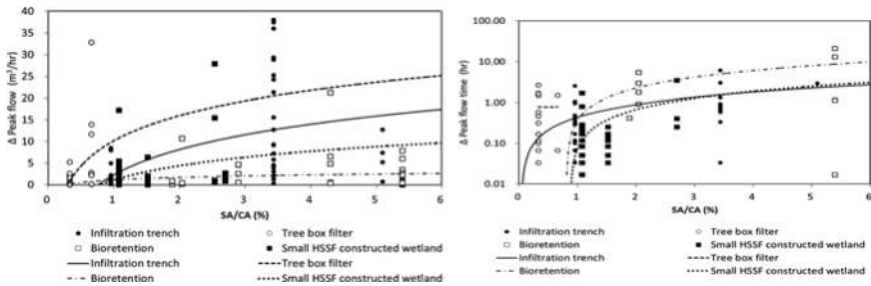 Δ Peak flow (m³/hr)
40
35
30
25
20
15
10
5
0
0 1 2 3 4 5 6
SA/CA (%)
Infiltration trench Tree box filter
Bioretention Small HSSF constructed wetland
Infiltration trench Tree box filter
Bioretention Small HSSF constructed wetland
Δ Peak flow time (hr)
100.00
10.00
1.00
0.10
0.01
0 1 2 3 4 5 6
SA/CA (%)
Infiltration trench Tree box filter
Bioretention Small HSSF constructed wetland
Infiltration trench Tree box filter
Bioretention Small HSSF constructed wetland